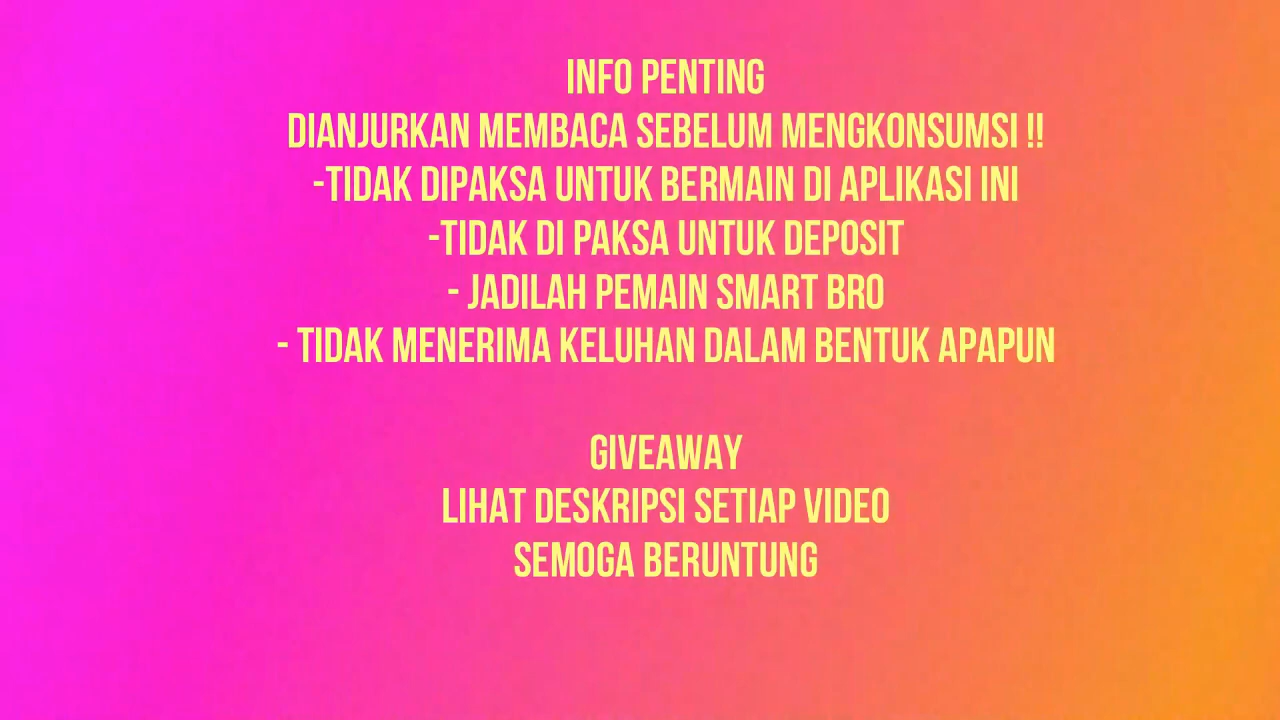 INFO PENTING
DIANJURKAN MEMBACA SEBELUM MENGKONSUMSI !!
-TIDAK DIPAKSA UNTUK BERMAIN DI APLIKASI INI
-TIDAK DI PAKSA UNTUK DEPOSIT
- JADILAH PEMAIN SMART BRO
- TIDAK MENERIMA KELUHAN DALAM BENTUK APAPUN
GIVEAWAY
LIHAT DESKRIPSI SETIAP VIDEO
SEMOGA BERUNTUNG